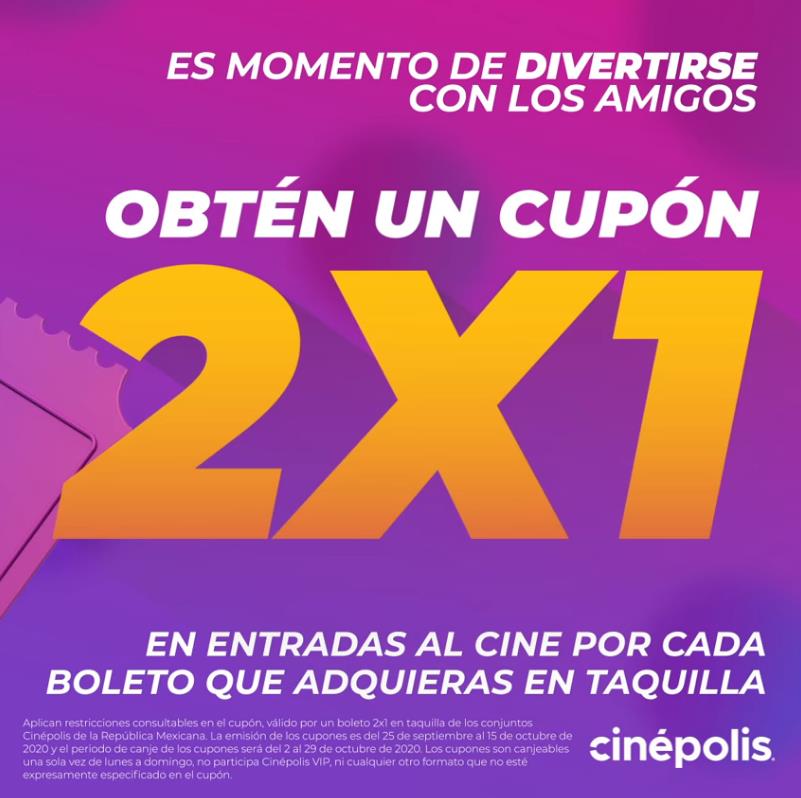 ES MOMENTO DE DIVERTIRSE
CON LOS AMIGOS
OBTÉN UN CUPÓN
2X1
EN ENTRADAS AL CINE POR CADA
BOLETO QUE ADQUIERAS EN TAQUILLA
Aplican restricciones consultables en el cupón, válido por un boleto 2x1 en taquilla de los conjuntos
Cinépolis de la República Mexicana. La emisión de los cupones es del 25 de septiembre al 15 de octubre de
2020 y el periodo de canje de los cupones será del 2 al 29 de octubre de 2020. Los cupones son canjeables
una sola vez de lunes a domingo, no participa Cinépolis VIP, ni cualquier otro formato que no esté
expresamente especificado en el cupón.
cinépolis.